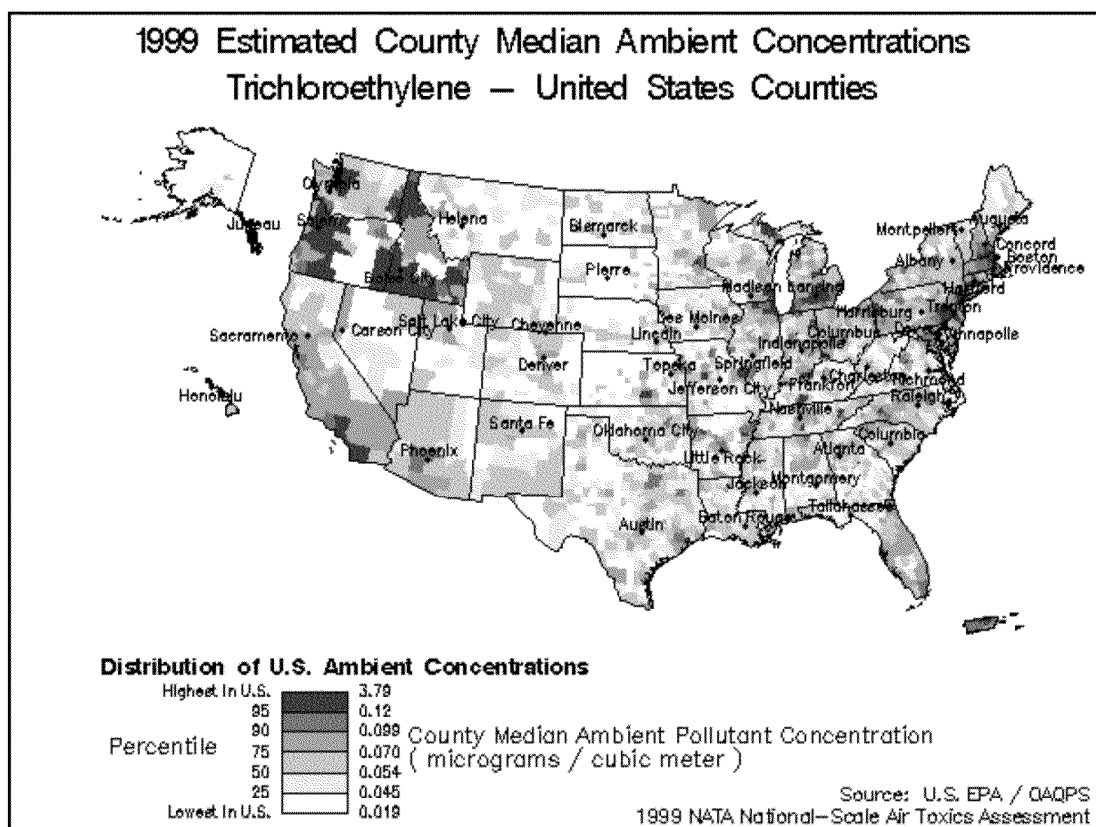 1999 Estimated County Median Ambient Concentrations
Trichloroethylene — United States Counties
Olympia
Salem
Helena
Bismarck
Juneau
Boise City
Pierre
Montpelier
Augusta
Concord
Albany
Boston
Providence
Hartford
Madison
Lansing
Salt Lake City
Cheyenne
Des Moines
Lincoln
Harrisburg
Trenton
Sacramento
Carson City
Columbus
Annapolis
Indianapolis
Denver
Topeka
Springfield
Jefferson City
Charleston
Richmond
Honolulu
Nashville
Raleigh
Santa Fe
Oklahoma City
Phoenix
Little Rock
Columbia
Atlanta
Jackson
Montgomery
Austin
Baton Rouge
Tallahassee
Distribution of U.S. Ambient Concentrations
Highest In U.S. 3.79
95 0.12
90 0.099
75 0.070
50 0.054
25 0.045
Lowest In U.S. 0.019
Percentile
County Median Ambient Pollutant Concentration
( micrograms / cubic meter )
Source: U.S. EPA / OAQPS
1999 NATA National-Scale Air Toxics Assessment